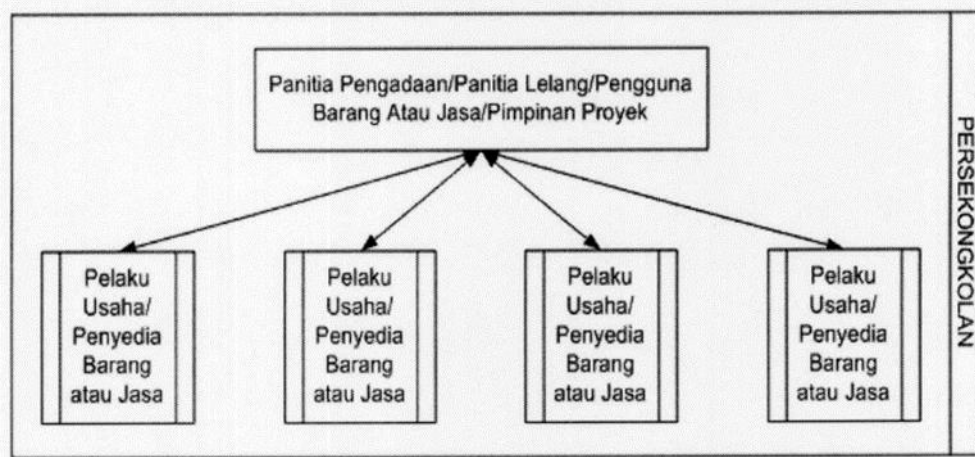 Panitia Pengadaan/Panitia Lelang/Pengguna
Barang Atau Jasa/Pimpinan Proyek
Pelaku
Usaha/
Penyedia
Barang
atau Jasa
Pelaku
Usaha/
Penyedia
Barang
atau Jasa
Pelaku
Usaha/
Penyedia
Barang
atau Jasa
Pelaku
Usaha/
Penyedia
Barang
atau Jasa
PERSEKONGKOLAN